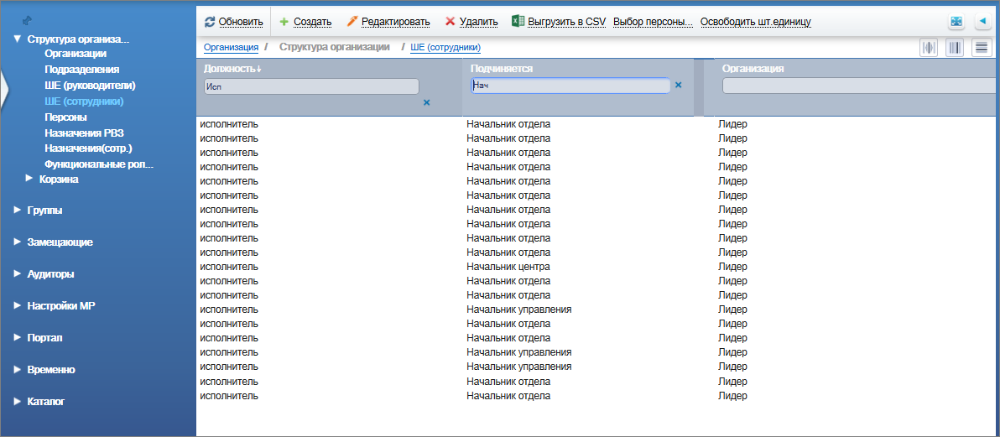 Обновить Создать Редактировать Удалить Выгрузить в CSV Выбор персоны... Освободить шт.единицу
Структура организа...
Организации
Подразделения
ШЕ (руководители)
ШЕ (сотрудники)
Персоны
Назначения РВЗ
Назначения(сотр.)
Функциональные рол...
Корзина
Группы
Замещающие
Аудиторы
Настройки МР
Портал
Временно
Каталог
Организация / Структура организации / ШЕ (сотрудники)
Должность Подчиняется Организация
Исп Нач
исполнитель Начальник отдела Лидер
исполнитель Начальник отдела Лидер
исполнитель Начальник отдела Лидер
исполнитель Начальник отдела Лидер
исполнитель Начальник отдела Лидер
исполнитель Начальник отдела Лидер
исполнитель Начальник отдела Лидер
исполнитель Начальник отдела Лидер
исполнитель Начальник отдела Лидер
исполнитель Начальник отдела Лидер
исполнитель Начальник центра Лидер
исполнитель Начальник отдела Лидер
исполнитель Начальник отдела Лидер
исполнитель Начальник управления Лидер
исполнитель Начальник отдела Лидер
исполнитель Начальник отдела Лидер
исполнитель Начальник управления Лидер
исполнитель Начальник управления Лидер
исполнитель Начальник отдела Лидер
исполнитель Начальник отдела Лидер